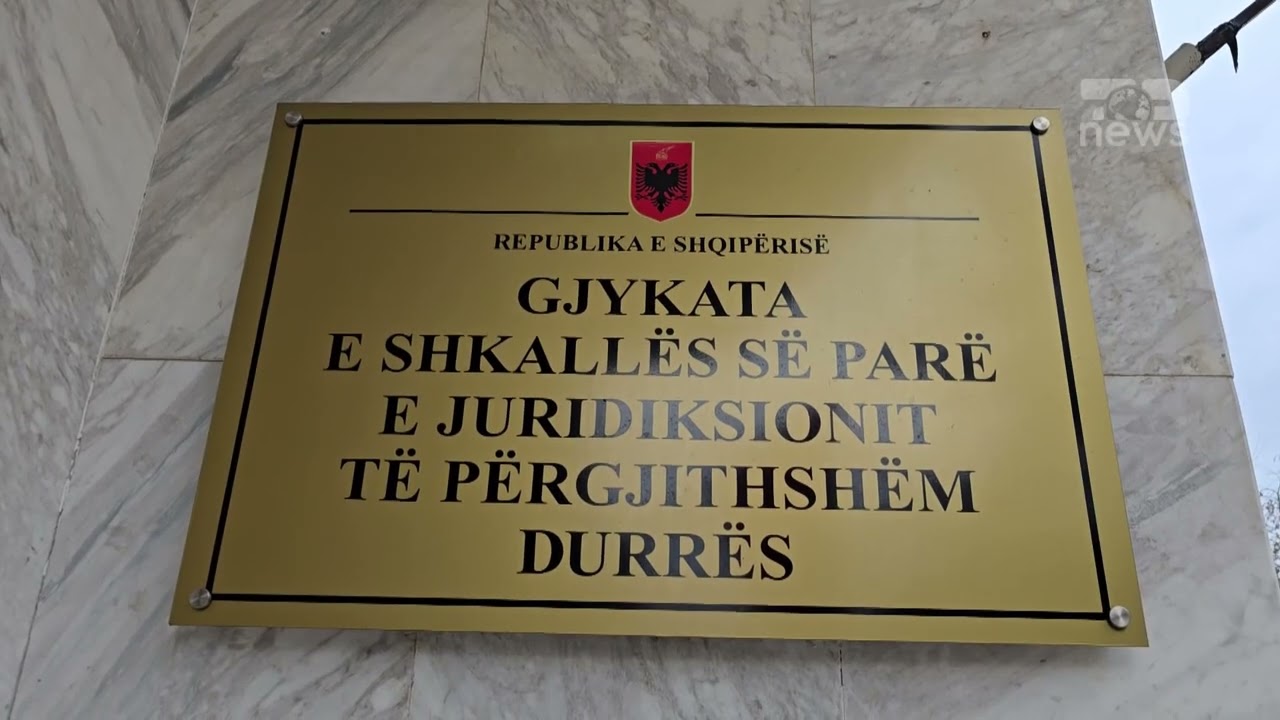 news
REPUBLIKA E SHQIPËRISË
GJYKATA
E SHKALLËS SË PARË
E JURIDIKSIONIT
TË PËRGJITHSHËM
DURRËS